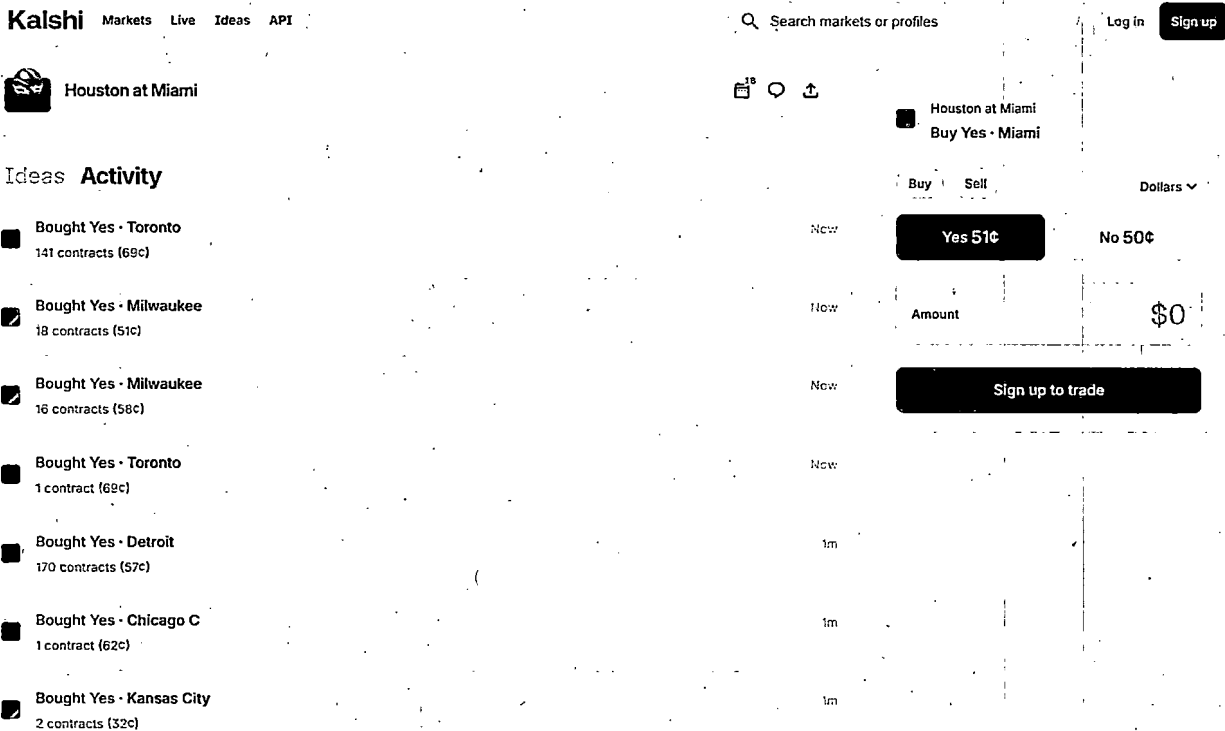 Kalshi Markets Live Ideas API Search markets or profiles Log in Sign up
Houston at Miami
18
Houston at Miami
Buy Yes · Miami
Ideas Activity
Buy Sell Dollars
Yes 51¢ No 50¢
Amount $0
Sign up to trade
Bought Yes · Toronto
141 contracts (69¢)
Now
Bought Yes · Milwaukee
18 contracts (51¢)
Now
Bought Yes · Milwaukee
16 contracts (58¢)
Now
Bought Yes · Toronto
1 contract (69¢)
Now
Bought Yes · Detroit
170 contracts (57¢)
1m
Bought Yes · Chicago C
1 contract (62¢)
1m
Bought Yes · Kansas City
2 contracts (32¢)
1m